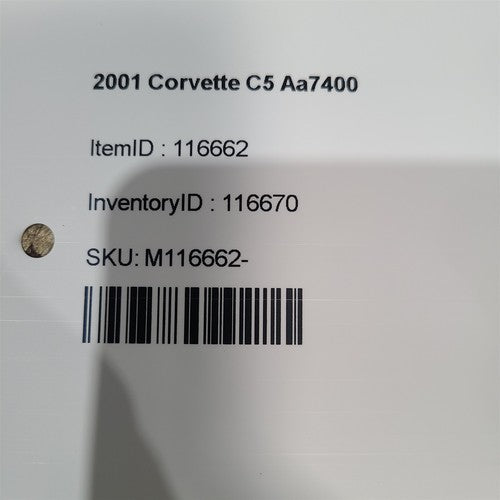 2001 Corvette C5 Aa7400
ItemID : 116662
InventoryID : 116670
SKU: M116662-